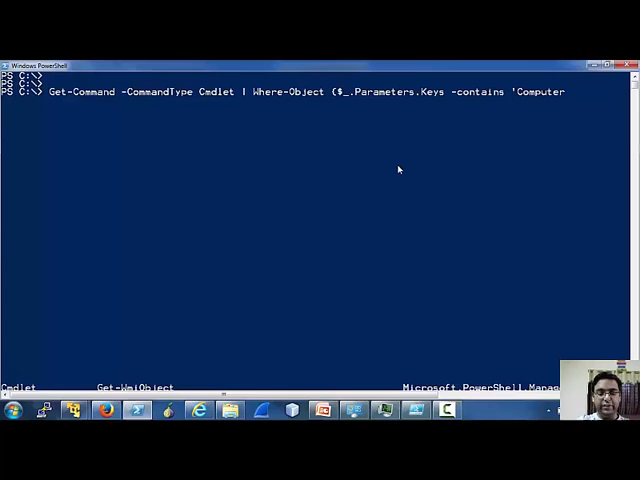 Windows PowerShell
PS C:\>
PS C:\>
PS C:\> Get-Command -CommandType Cmdlet | Where-Object {$_.Parameters.Keys -contains 'Computer
Cmdlet Get-WmiObject Microsoft.PowerShell.Manag